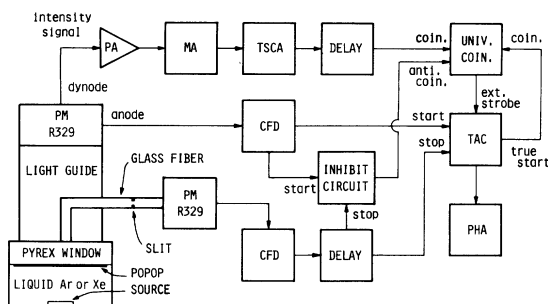 intensity
signal
PA
MA
TSCA
DELAY
coin.
UNIV.
COIN.
coin.
anti.
coin.
dynode
ext.
strobe
PM
R329
anode
CFD
start
stop
TAC
true
start
LIGHT GUIDE
GLASS FIBER
PM
R329
start
INHIBIT
CIRCUIT
stop
SLIT
CFD
DELAY
PHA
PYREX WINDOW
POPOP
LIQUID Ar or Xe
SOURCE